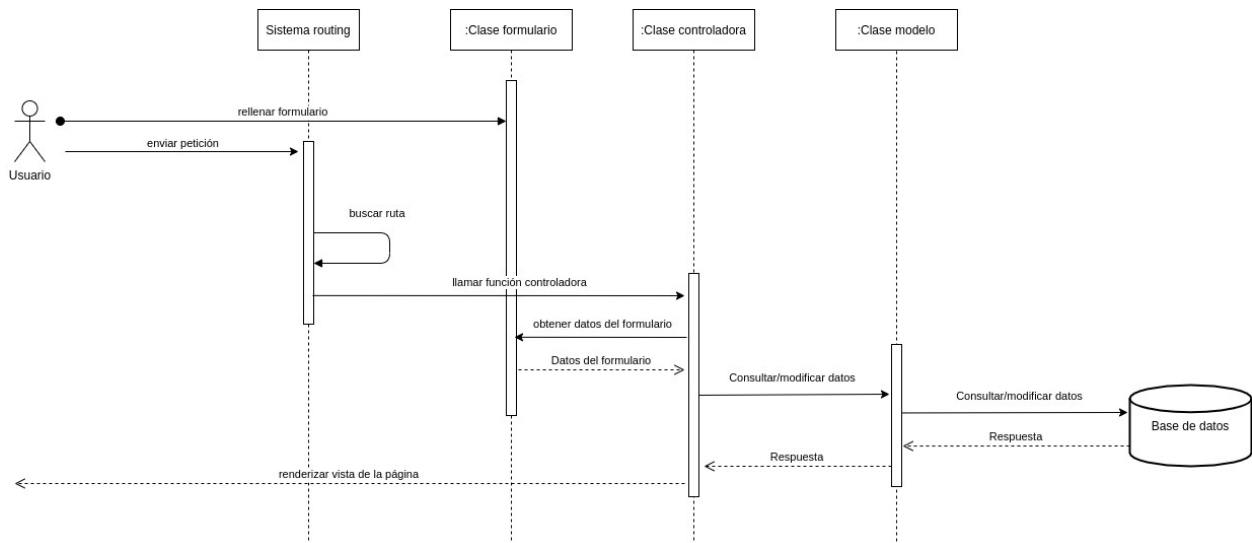 Sistema routing
:Clase formulario
:Clase controladora
:Clase modelo
rellenar formulario
enviar petición
Usuario
buscar ruta
llamar función controladora
obtener datos del formulario
Datos del formulario
Consultar/modificar datos
Consultar/modificar datos
Base de datos
Respuesta
Respuesta
renderizar vista de la página